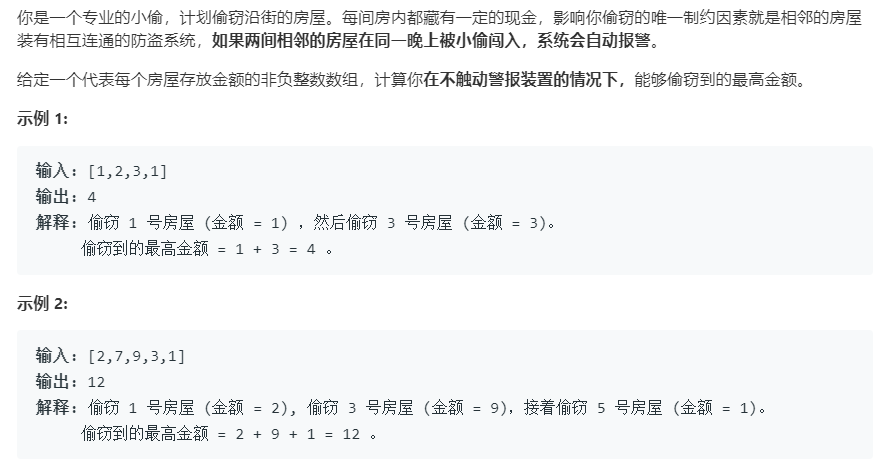 你是一个专业的小偷，计划偷窃沿街的房屋。每间房内都藏有一定的现金，影响你偷窃的唯一制约因素就是相邻的房屋
装有相互连通的防盗系统，如果两间相邻的房屋在同一晚上被小偷闯入，系统会自动报警。
给定一个代表每个房屋存放金额的非负整数数组，计算你在不触动警报装置的情况下，能够偷窃到的最高金额。
示例 1:
输入: [1,2,3,1]
输出: 4
解释: 偷窃 1 号房屋 (金额 = 1) ，然后偷窃 3 号房屋 (金额 = 3)。
偷窃到的最高金额 = 1 + 3 = 4 。
示例 2:
输入: [2,7,9,3,1]
输出: 12
解释: 偷窃 1 号房屋 (金额 = 2), 偷窃 3 号房屋 (金额 = 9)，接着偷窃 5 号房屋 (金额 = 1)。
偷窃到的最高金额 = 2 + 9 + 1 = 12 。